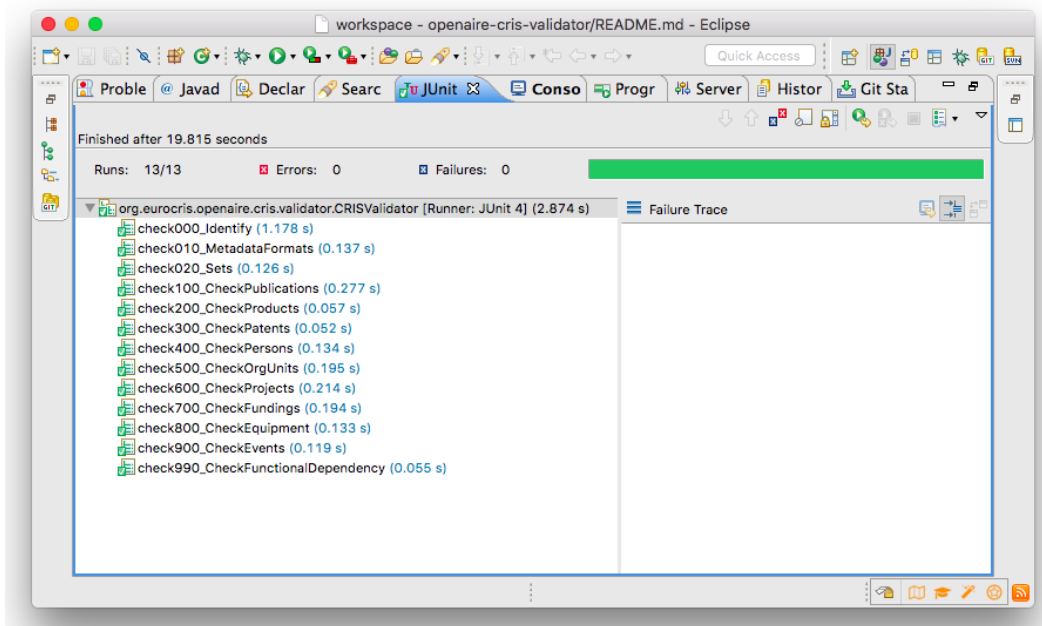 workspace - openaire-cris-validator/README.md - Eclipse
Quick Access
GIT
SVN
Proble
@ Javad
Declar
Searc
JUnit
Conso
Progr
Server
Histor
Git Sta
Finished after 19.815 seconds
Runs: 13/13
Errors: 0
Failures: 0
GIT
org.eurocris.openaire.cris.validator.CRISValidator [Runner: JUnit 4] (2.874 s)
check000_Identify (1.178 s)
check010_MetadataFormats (0.137 s)
check020_Sets (0.126 s)
check100_CheckPublications (0.277 s)
check200_CheckProducts (0.057 s)
check300_CheckPatents (0.052 s)
check400_CheckPersons (0.134 s)
check500_CheckOrgUnits (0.195 s)
check600_CheckProjects (0.214 s)
check700_CheckFundings (0.194 s)
check800_CheckEquipment (0.133 s)
check900_CheckEvents (0.119 s)
check990_CheckFunctionalDependency (0.055 s)
Failure Trace